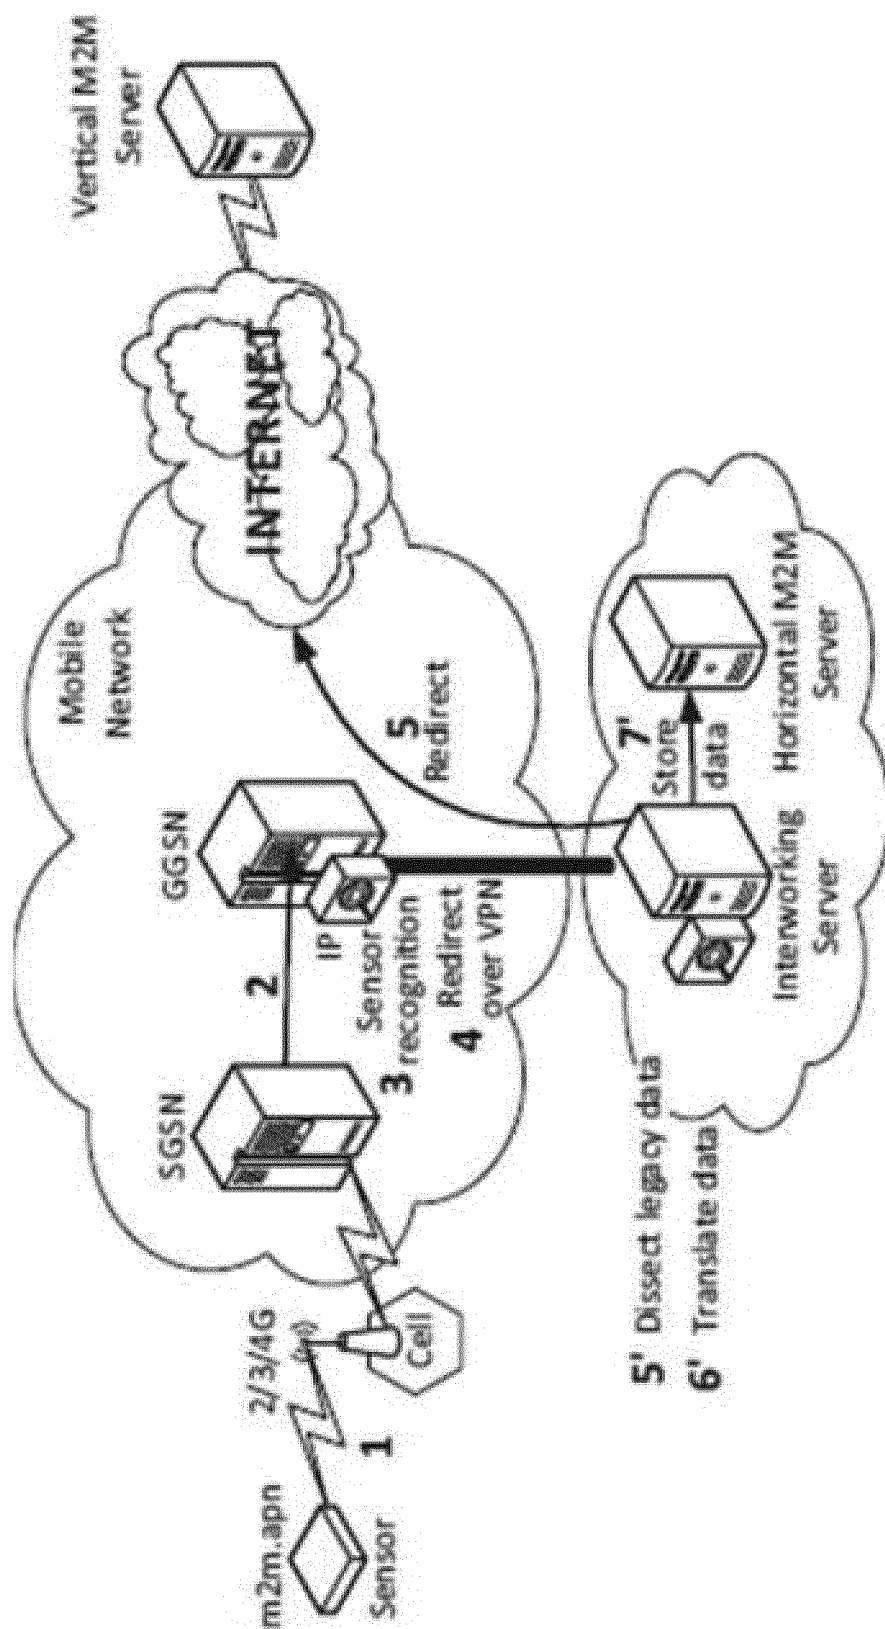 m2m.apn
Sensor
2/3/4G
1
Cell
SGSN
2
GGSN
IP
3 Sensor
recognition
4 Redirect
over VPN
5
Redirect
Mobile
Network
INTERNET
Vertical M2M
Server
5' Dissect legacy data
6' Translate data
Interworking
Server
7'
Store
data
Horizontal M2M
Server